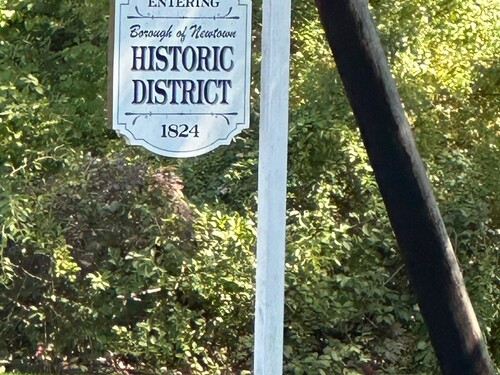 ENTERING
Borough of Newtown
HISTORIC
DISTRICT
1824